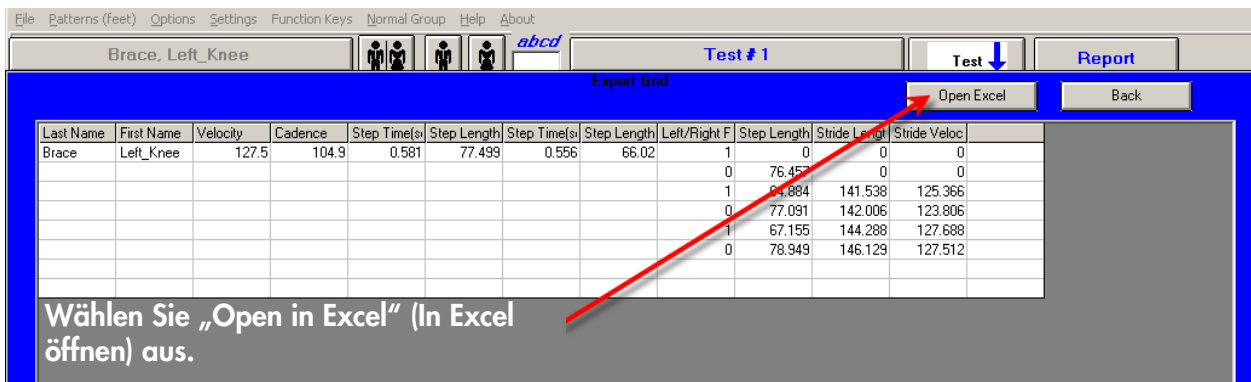 File Patterns (feet) Options Settings Function Keys Normal Group Help About
Brace, Left_Knee abcd Test # 1 Test Report
Export Grid
Open Excel Back
Last Name First Name Velocity Cadence Step Time(s Step Length Step Time(s Step Length Left/Right F Step Length Stride Lengt Stride Veloc
Brace Left_Knee 127.5 104.9 0.581 77.499 0.556 66.02 1 0 0 0
0 76.457 0 0
1 64.884 141.538 125.366
0 77.091 142.006 123.806
1 67.155 144.288 127.688
0 78.949 146.129 127.512
Wählen Sie „Open in Excel“ (In Excel
öffnen) aus.